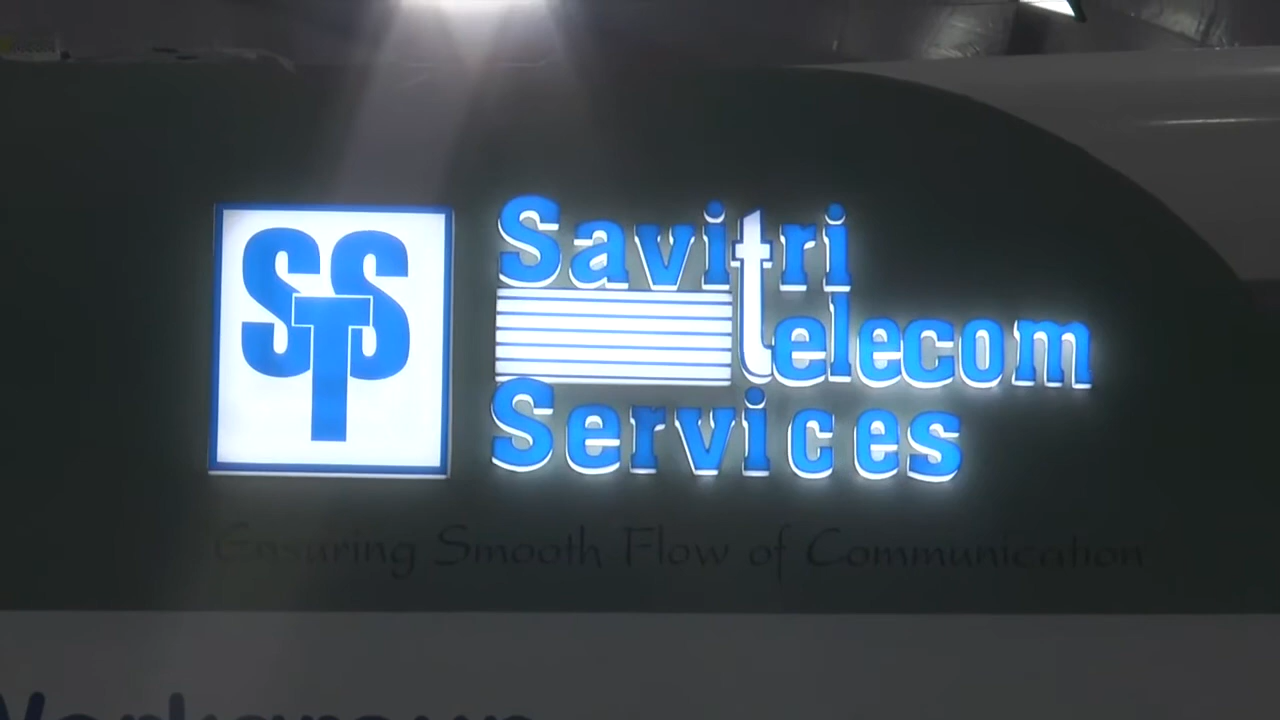 STS
Savitri
telecom
Services
Ensuring Smooth Flow of Communication